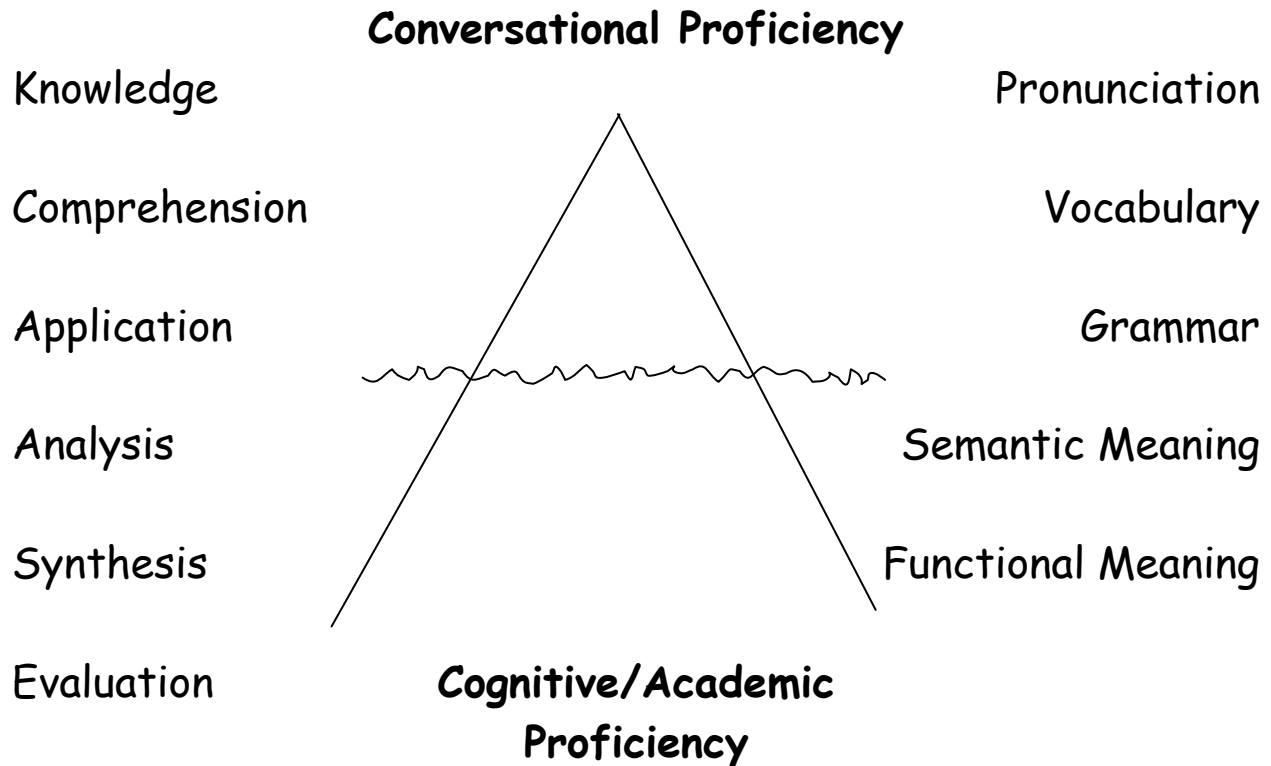 Conversational Proficiency
Knowledge
Pronunciation
Comprehension
Vocabulary
Application
Grammar
Analysis
Semantic Meaning
Synthesis
Functional Meaning
Evaluation
Cognitive/Academic
Proficiency